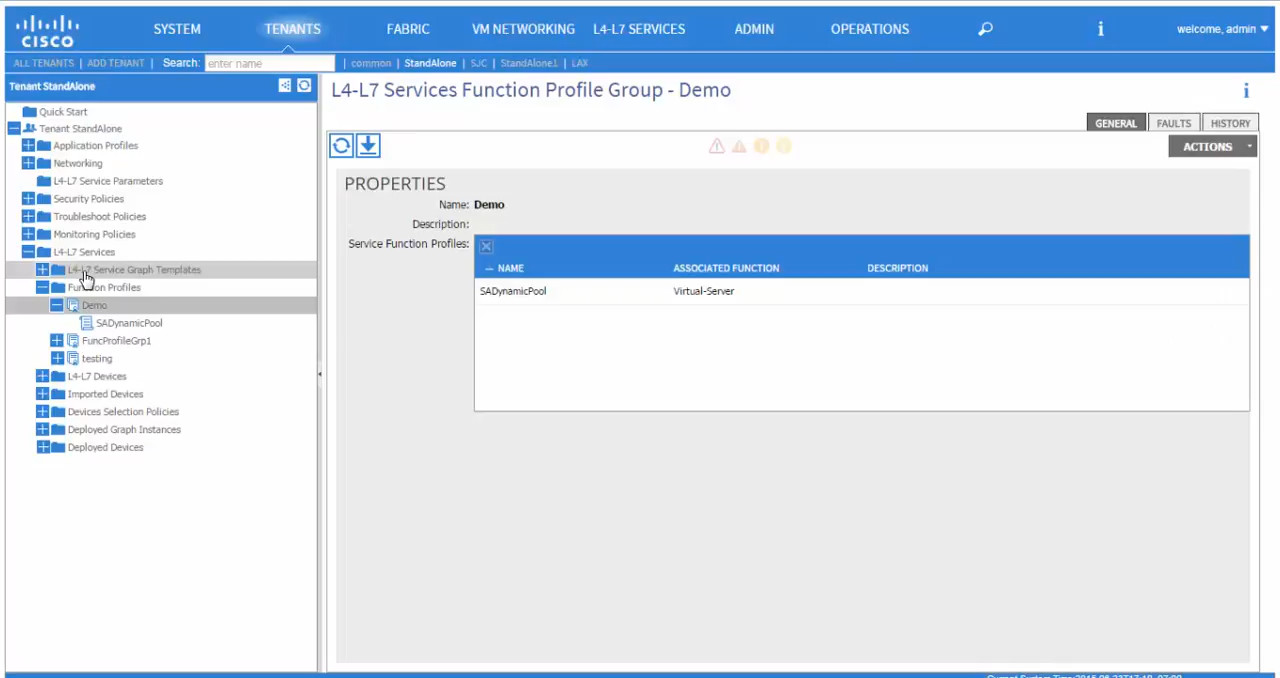 CISCO
SYSTEM TENANTS FABRIC VM NETWORKING L4-L7 SERVICES ADMIN OPERATIONS i welcome, admin
ALL TENANTS | ADD TENANT | Search: enter name | common | StandAlone | SJC | StandAlone1 | LAX
Tenant StandAlone
Quick Start
Tenant StandAlone
Application Profiles
Networking
L4-L7 Service Parameters
Security Policies
Troubleshoot Policies
Monitoring Policies
L4-L7 Services
L4-L7 Service Graph Templates
Function Profiles
Demo
SADynamicPool
FuncProfileGrp1
testing
L4-L7 Devices
Imported Devices
Devices Selection Policies
Deployed Graph Instances
Deployed Devices
L4-L7 Services Function Profile Group - Demo
i
GENERAL FAULTS HISTORY
ACTIONS
PROPERTIES
Name: Demo
Description:
Service Function Profiles:
NAME ASSOCIATED FUNCTION DESCRIPTION
SADynamicPool Virtual-Server